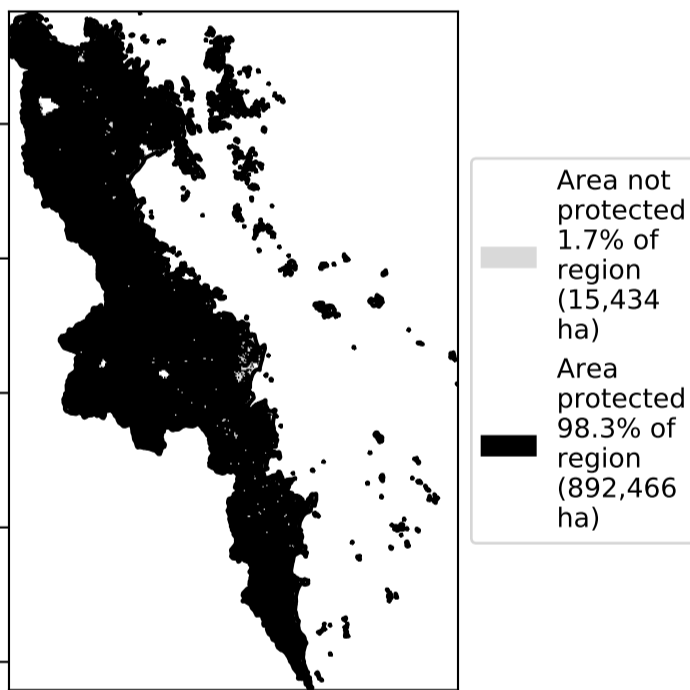 Area not
protected
1.7% of
region
(15,434
ha)
Area
protected
98.3% of
region
(892,466
ha)